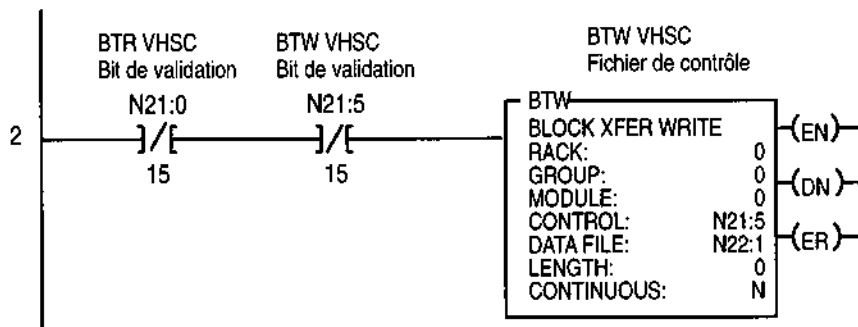 BTR VHSC
Bit de validation
BTW VHSC
Bit de validation
BTW VHSC
Fichier de contrôle
2
N21:0
15
N21:5
15
BTW
BLOCK XFER WRITE
RACK: 0
GROUP: 0
MODULE: 0
CONTROL: N21:5
DATA FILE: N22:1
LENGTH: 0
CONTINUOUS: N
(EN)
(DN)
(ER)